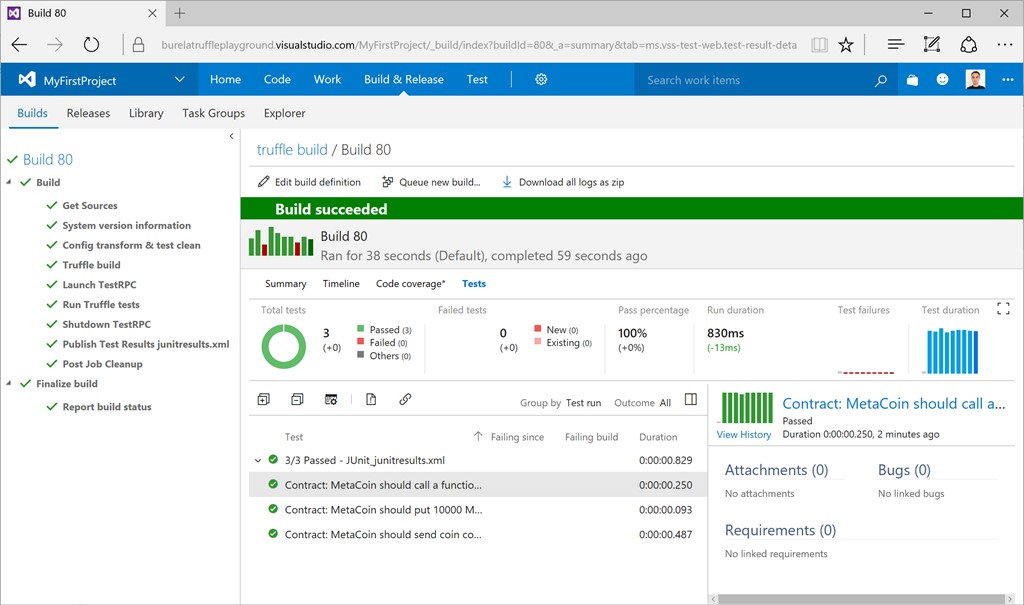 Build 80
burelatruffleplayground.visualstudio.com/MyFirstProject/_build/index?buildId=80&_a=summary&tab=ms.vss-test-web.test-result-deta
MyFirstProject Home Code Work Build & Release Test Search work items
Builds Releases Library Task Groups Explorer
Build 80
Build
Get Sources
System version information
Config transform & test clean
Truffle build
Launch TestRPC
Run Truffle tests
Shutdown TestRPC
Publish Test Results junitresults.xml
Post Job Cleanup
Finalize build
Report build status
truffle build / Build 80
Edit build definition Queue new build... Download all logs as zip
Build succeeded
Build 80
Ran for 38 seconds (Default), completed 59 seconds ago
Summary Timeline Code coverage* Tests
Total tests Failed tests Pass percentage Run duration Test failures Test duration
3
(+0)
Passed (3)
Failed (0)
Others (0)
0
(+0)
New (0)
Existing (0)
100%
(+0%)
830ms
(-13ms)
Group by Test run Outcome All
Test Failing since Failing build Duration
3/3 Passed - JUnit_junitresults.xml 0:00:00.829
Contract: MetaCoin should call a functio... 0:00:00.250
Contract: MetaCoin should put 10000 M... 0:00:00.093
Contract: MetaCoin should send coin co... 0:00:00.487
Contract: MetaCoin should call a...
Passed
View History Duration 0:00:00.250, 2 minutes ago
Attachments (0) Bugs (0)
No attachments No linked bugs
Requirements (0)
No linked requirements